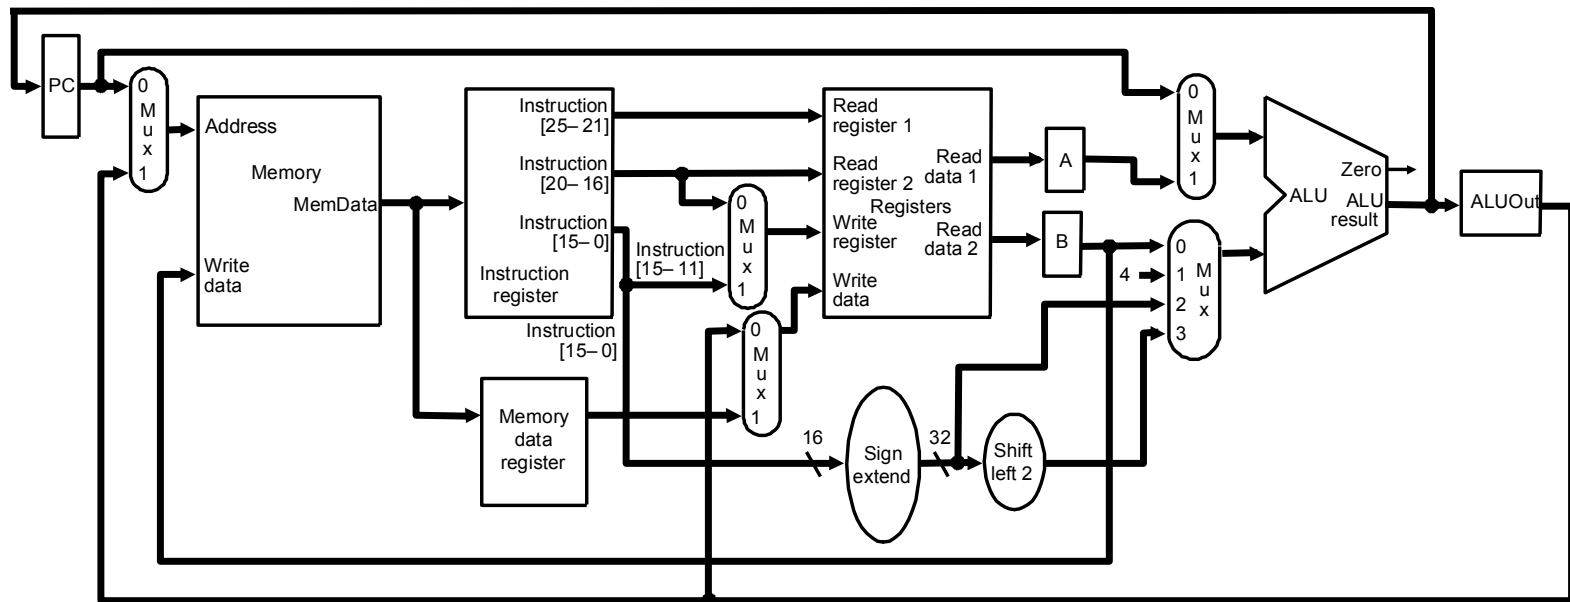 PC
0
M
u
x
1
Address
Memory
MemData
Write
data
Instruction
[25–21]
Instruction
[20–16]
Instruction
[15–0]
Instruction
register
Instruction
[15–11]
Instruction
[15–0]
0
M
u
x
1
0
M
u
x
1
Memory
data
register
Read
register 1
Read
register 2
Registers
Write
register
Write
data
Read
data 1
Read
data 2
16
Sign
extend
32
Shift
left 2
A
B
4
0
M
u
x
1
0
1
2
3
M
u
x
Zero
ALU
ALU
result
ALUOut